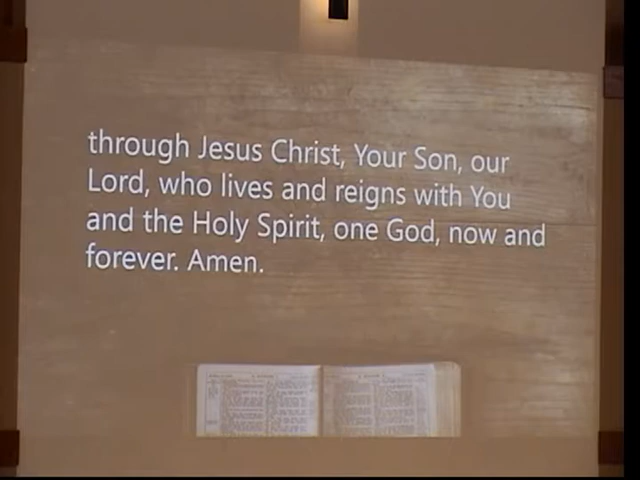 through Jesus Christ, Your Son, our
Lord, who lives and reigns with You
and the Holy Spirit, one God, now and
forever. Amen.